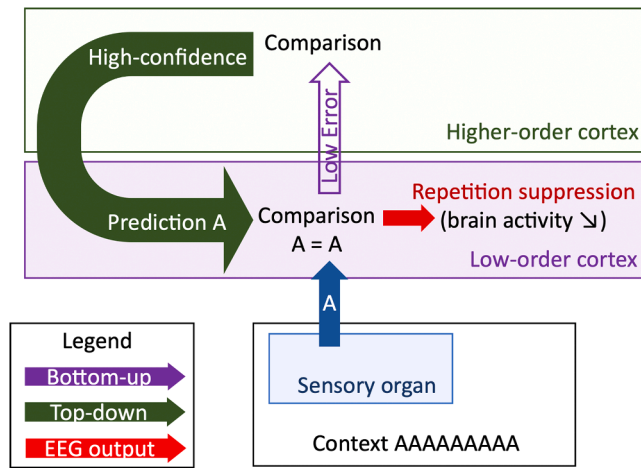 Comparison
High-confidence
Low Error
Higher-order cortex
Prediction A
Comparison
A = A
Repetition suppression
(brain activity ↘)
Low-order cortex
A
Legend
Bottom-up
Top-down
EEG output
Sensory organ
Context AAAAAAAAA